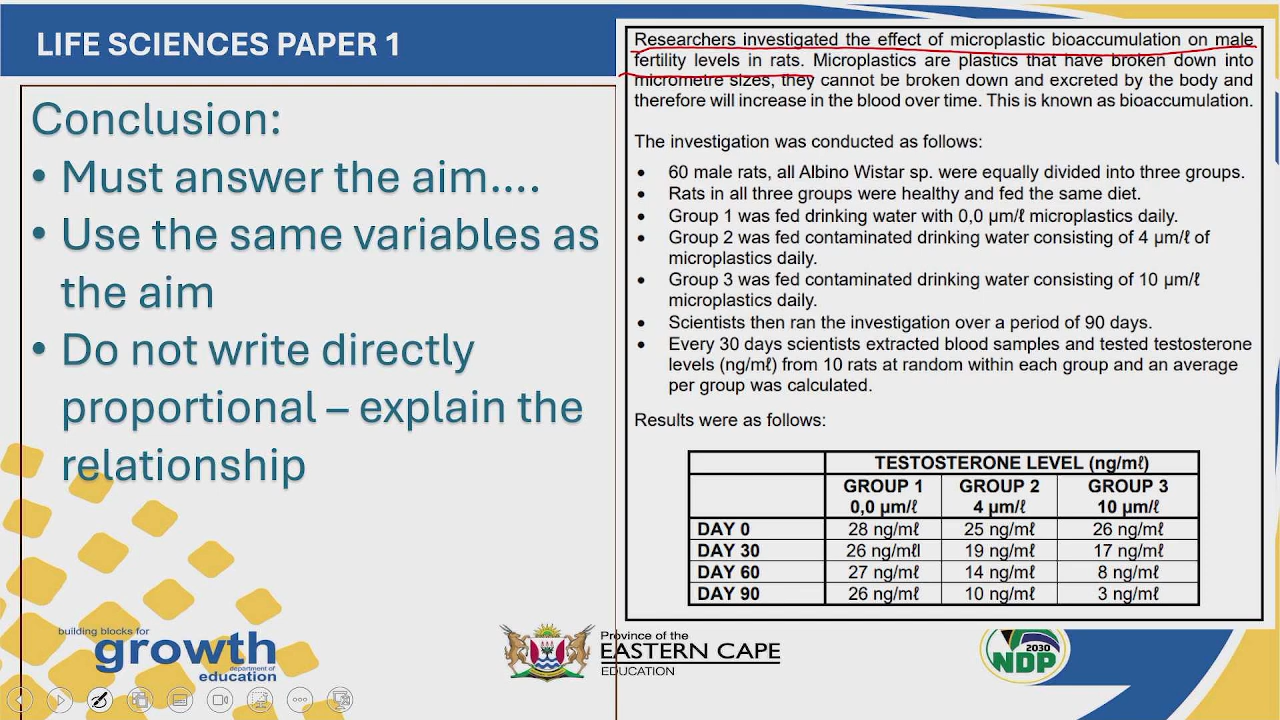 LIFE SCIENCES PAPER 1
Conclusion:
• Must answer the aim....
• Use the same variables as
the aim
• Do not write directly
proportional – explain the
relationship
Researchers investigated the effect of microplastic bioaccumulation on male
fertility levels in rats. Microplastics are plastics that have broken down into
micrometre sizes, they cannot be broken down and excreted by the body and
therefore will increase in the blood over time. This is known as bioaccumulation.
The investigation was conducted as follows:
• 60 male rats, all Albino Wistar sp. were equally divided into three groups.
• Rats in all three groups were healthy and fed the same diet.
• Group 1 was fed drinking water with 0,0 µm/ℓ microplastics daily.
• Group 2 was fed contaminated drinking water consisting of 4 µm/ℓ of
microplastics daily.
• Group 3 was fed contaminated drinking water consisting of 10 µm/ℓ
microplastics daily.
• Scientists then ran the investigation over a period of 90 days.
• Every 30 days scientists extracted blood samples and tested testosterone
levels (ng/mℓ) from 10 rats at random within each group and an average
per group was calculated.
Results were as follows:
TESTOSTERONE LEVEL (ng/mℓ)
GROUP 1 GROUP 2 GROUP 3
0,0 µm/ℓ 4 µm/ℓ 10 µm/ℓ
DAY 0 28 ng/mℓ 25 ng/mℓ 26 ng/mℓ
DAY 30 26 ng/mℓl 19 ng/mℓ 17 ng/mℓ
DAY 60 27 ng/mℓ 14 ng/mℓ 8 ng/mℓ
DAY 90 26 ng/mℓ 10 ng/mℓ 3 ng/mℓ
building blocks for
growth
department of
education
Province of the
EASTERN CAPE
EDUCATION
2030
NDP